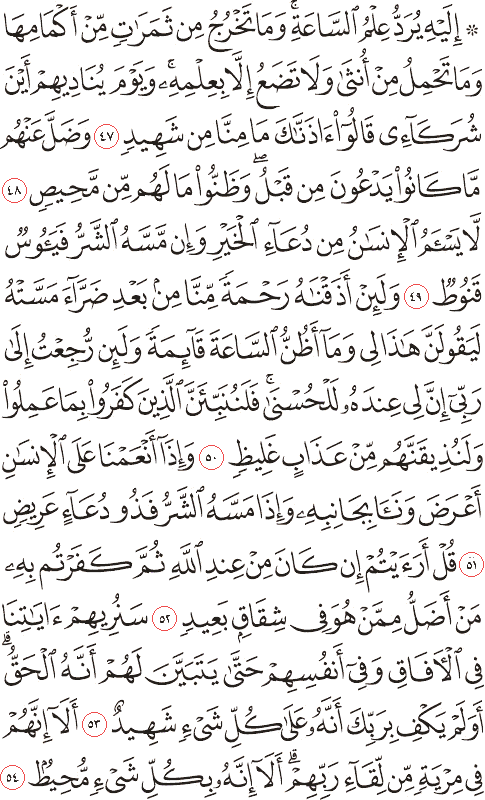 ۞ إِلَيْهِ يُرَدُّ عِلْمُ ٱلسَّاعَةِ ۚ وَمَا تَخْرُجُ مِن ثَمَرَٰتٍ مِّنْ أَكْمَامِهَا
وَمَا تَحْمِلُ مِنْ أُنثَىٰ وَلَا تَضَعُ إِلَّا بِعِلْمِهِۦ ۚ وَيَوْمَ يُنَادِيهِمْ أَيْنَ
شُرَكَآءِى قَالُوٓا۟ ءَاذَنَّـٰكَ مَا مِنَّا مِن شَهِيدٍ ٤٧ وَضَلَّ عَنْهُم
مَّا كَانُوا۟ يَدْعُونَ مِن قَبْلُ ۖ وَظَنُّوا۟ مَا لَهُم مِّن مَّحِيصٍ ٤٨
لَّا يَسْـَٔمُ ٱلْإِنسَـٰنُ مِن دُعَآءِ ٱلْخَيْرِ وَإِن مَّسَّهُ ٱلشَّرُّ فَيَـُٔوسٌ
قَنُوطٌ ٤٩ وَلَئِنْ أَذَقْنَـٰهُ رَحْمَةً مِّنَّا مِنۢ بَعْدِ ضَرَّآءَ مَسَّتْهُ
لَيَقُولَنَّ هَـٰذَا لِى وَمَآ أَظُنُّ ٱلسَّاعَةَ قَآئِمَةً وَلَئِن رُّجِعْتُ إِلَىٰ
رَبِّىٓ إِنَّ لِى عِندَهُۥ لَلْحُسْنَىٰ ۚ فَلَنُنَبِّئَنَّ ٱلَّذِينَ كَفَرُوا۟ بِمَا عَمِلُوا۟
وَلَنُذِيقَنَّهُم مِّنْ عَذَابٍ غَلِيظٍ ٥٠ وَإِذَآ أَنْعَمْنَا عَلَى ٱلْإِنسَـٰنِ
أَعْرَضَ وَنَـَٔا بِجَانِبِهِۦ وَإِذَا مَسَّهُ ٱلشَّرُّ فَذُو دُعَآءٍ عَرِيضٍ
٥١ قُلْ أَرَءَيْتُمْ إِن كَانَ مِنْ عِندِ ٱللَّهِ ثُمَّ كَفَرْتُم بِهِۦ
مَنْ أَضَلُّ مِمَّنْ هُوَ فِى شِقَاقٍۭ بَعِيدٍ ٥٢ سَنُرِيهِمْ ءَايَـٰتِنَا
فِى ٱلْـَٔافَاقِ وَفِىٓ أَنفُسِهِمْ حَتَّىٰ يَتَبَيَّنَ لَهُمْ أَنَّهُ ٱلْحَقُّ ۗ
أَوَلَمْ يَكْفِ بِرَبِّكَ أَنَّهُۥ عَلَىٰ كُلِّ شَىْءٍ شَهِيدٌ ٥٣ أَلَآ إِنَّهُمْ
فِى مِرْيَةٍ مِّن لِّقَآءِ رَبِّهِمْ ۗ أَلَآ إِنَّهُۥ بِكُلِّ شَىْءٍ مُّحِيطٌۢ ٥٤